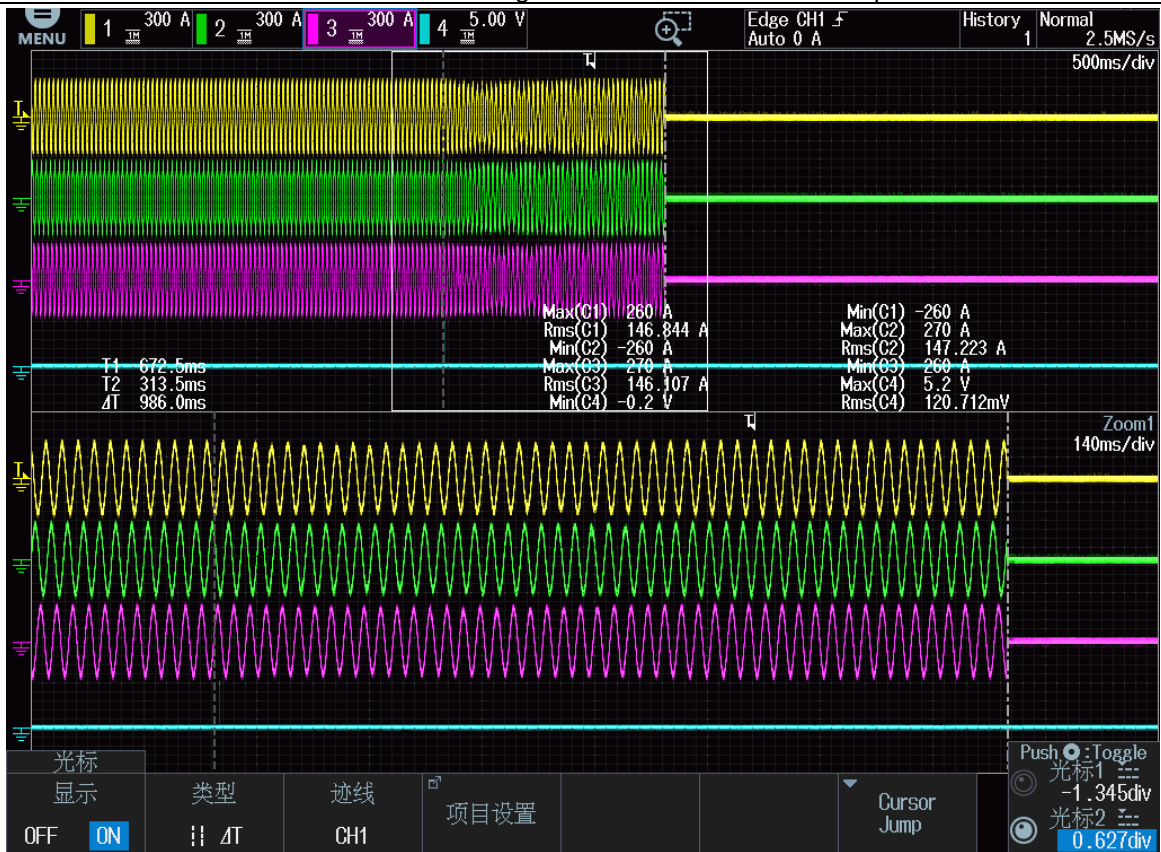 MENU 1 1M 300 A 2 1M 300 A 3 1M 300 A 4 1M 5.00 V Edge CH1 History Normal
Auto 0 A 1 2.5MS/s
500ms/div
T
T
Max(C1) 260 A Min(C1) -260 A
Rms(C1) 146.844 A Max(C2) 270 A
Min(C2) -260 A Rms(C2) 147.223 A
T1 -672.5ms Max(C3) 270 A Min(C3) -260 A
T2 313.5ms Rms(C3) 146.107 A Max(C4) 5.2 V
ΔT 986.0ms Min(C4) -0.2 V Rms(C4) 120.712mV
T Zoom1
140ms/div
T
光标 Push :Toggle
显示 类型 迹线 项目设置 Cursor 光标1
OFF ON ΔT CH1 Jump -1.345div
光标2
0.627div